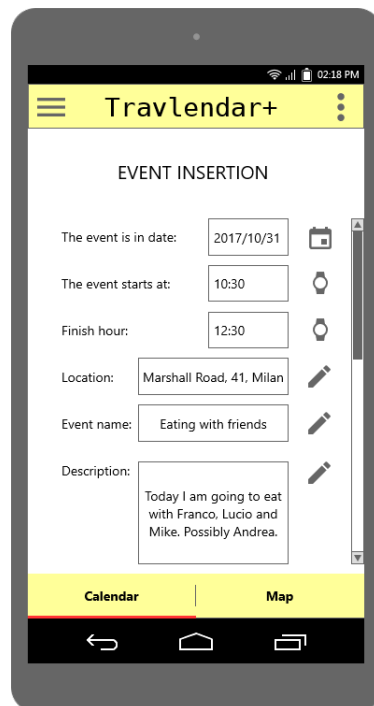 02:18 PM
Travlendar+
EVENT INSERTION
The event is in date: 2017/10/31
The event starts at: 10:30
Finish hour: 12:30
Location: Marshall Road, 41, Milan
Event name: Eating with friends
Description:
Today I am going to eat
with Franco, Lucio and
Mike. Possibly Andrea.
Calendar Map